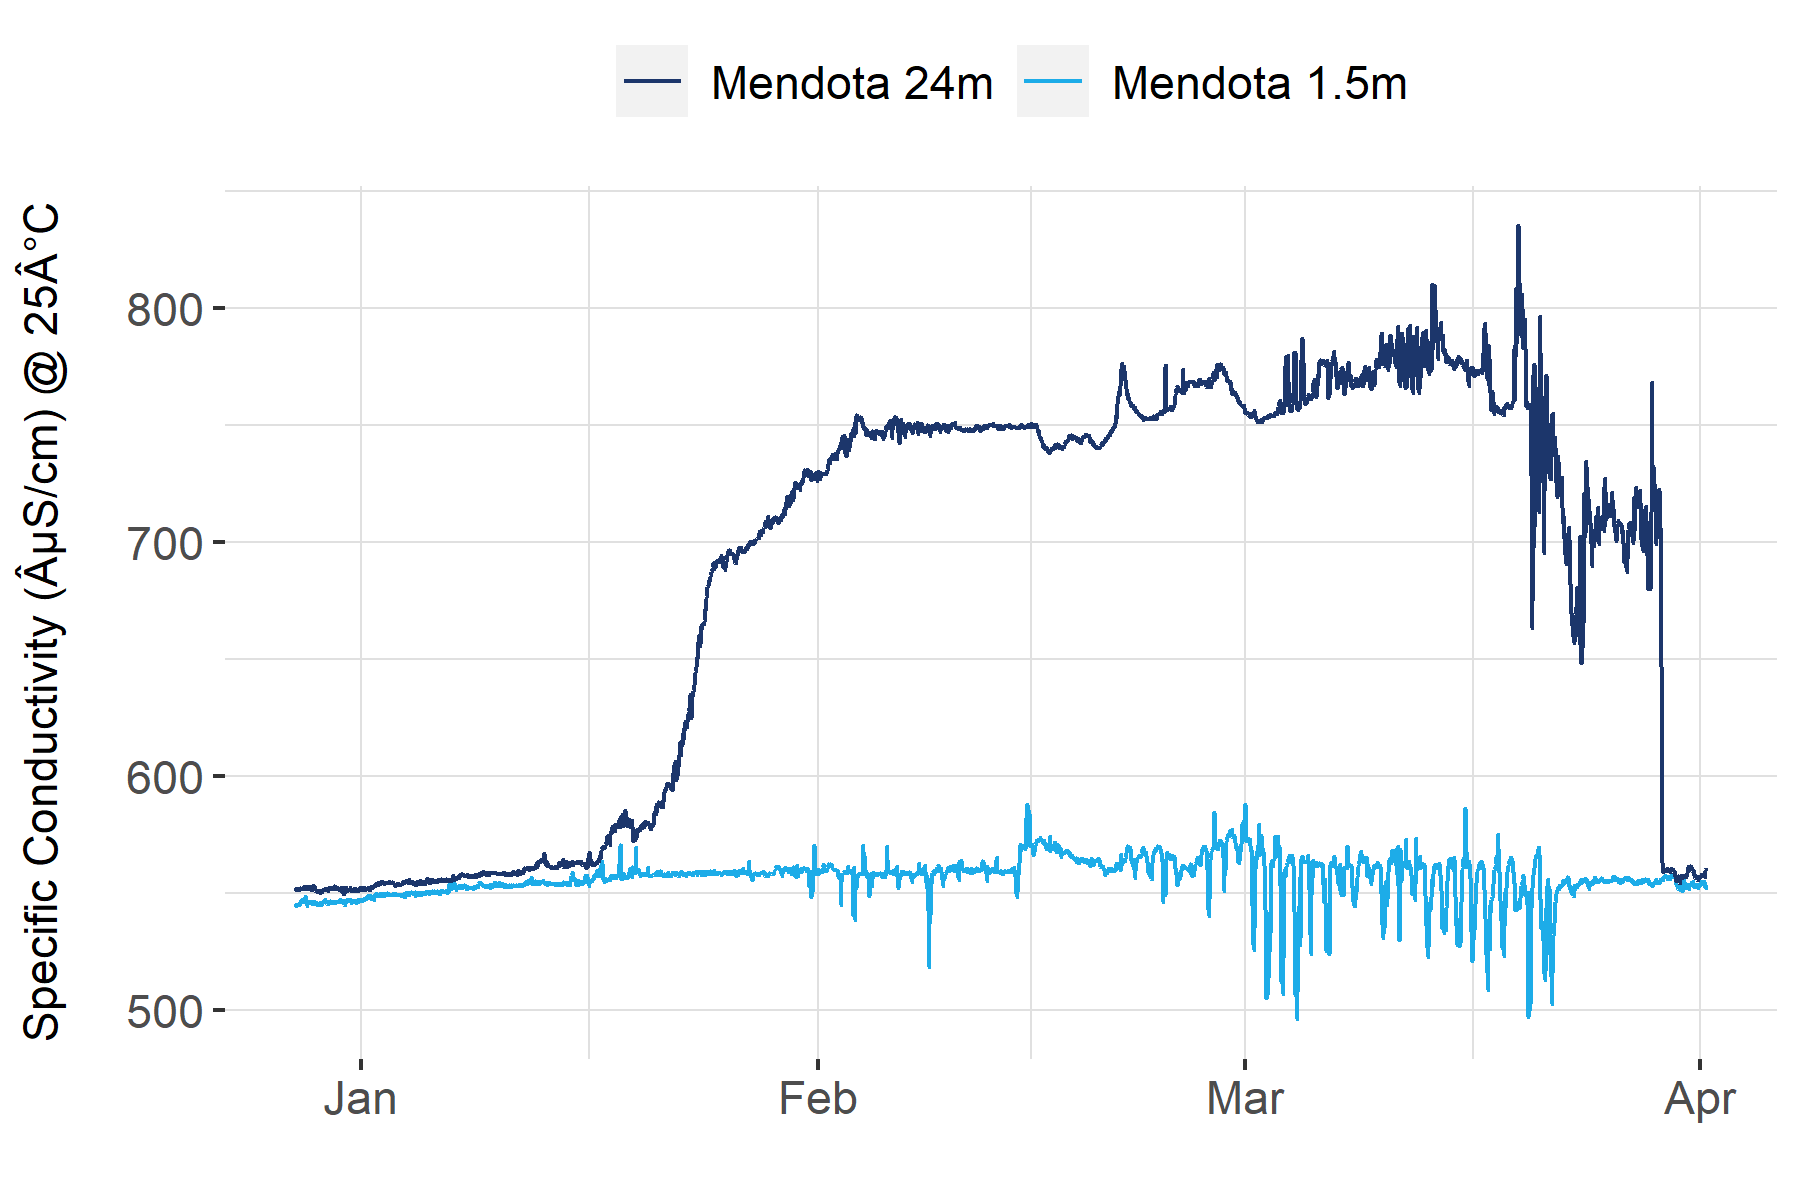 Mendota 24m Mendota 1.5m
Specific Conductivity (ÂµS/cm) @ 25Â°C
800
700
600
500
Jan Feb Mar Apr